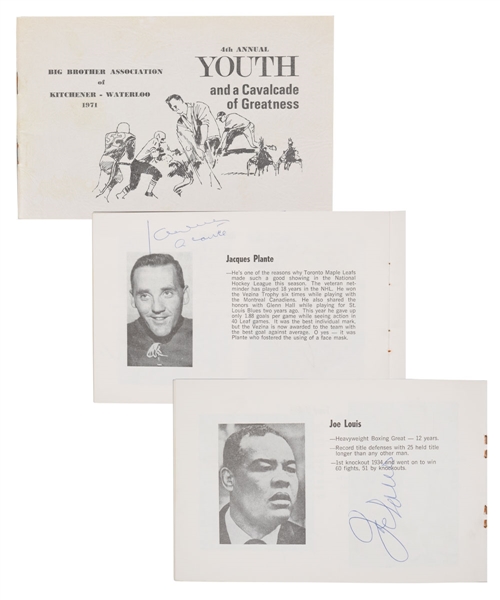 BIG BROTHER ASSOCIATION
of
KITCHENER - WATERLOO
1971
4th ANNUAL
YOUTH
and a Cavalcade
of Greatness
Jacques Plante
—He's one of the reasons why Toronto Maple Leafs
made such a good showing in the National
Hockey League this season. The veteran net-
minder has played 18 years in the NHL. He won
the Vezina Trophy six times while playing with
the Montreal Canadiens. He also shared the
honors with Glenn Hall while playing for St.
Louis Blues two years ago. This year he gave up
only 1.88 goals per game while seeing action in
40 Leaf games. It was the best individual mark,
but the Vezina is now awarded to the team with
the best goal against average. O yes — it was
Plante who fostered the using of a face mask.
Joe Louis
—Heavyweight Boxing Great — 12 years.
—Record title defenses with 25 held title
longer than any other man.
—1st knockout 1934 and went on to win
60 fights, 51 by knockouts.
Joe Louis